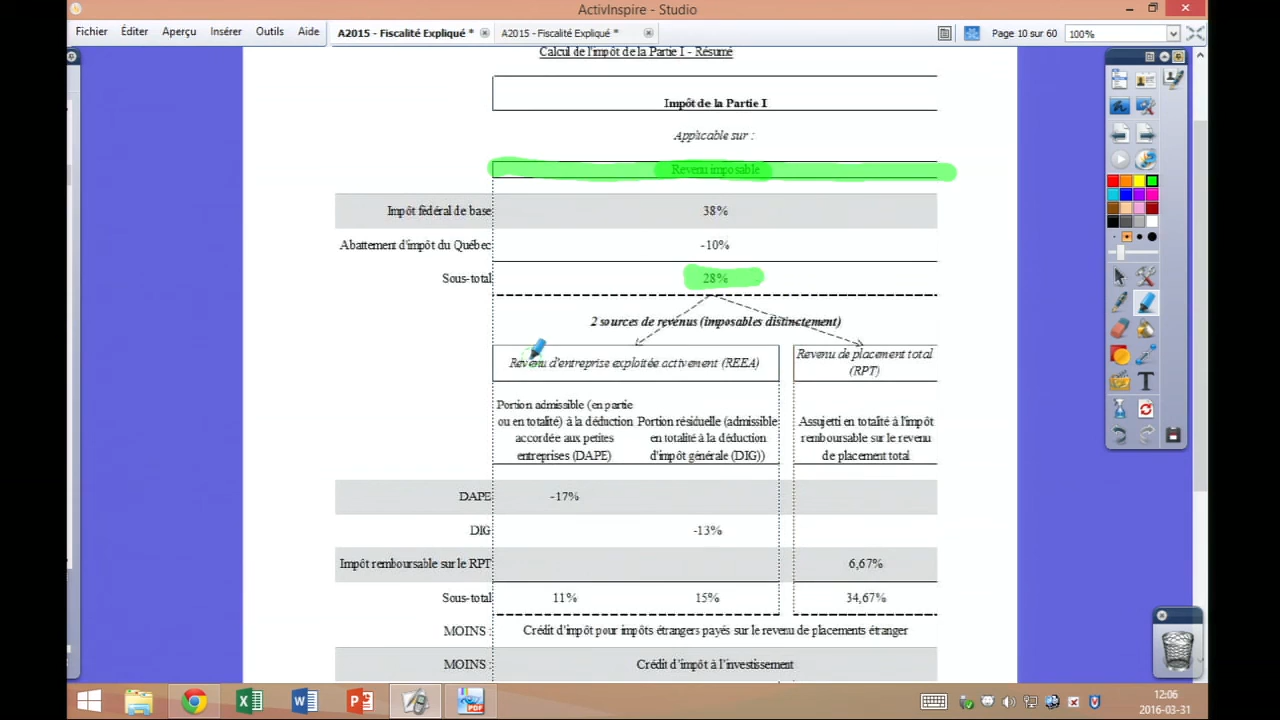 ActivInspire - Studio
Fichier Éditer Aperçu Insérer Outils Aide
A2015 - Fiscalité Expliqué *
A2015 - Fiscalité Expliqué *
Page 10 sur 60
100%
Calcul de l'impôt de la Partie I - Résumé
Impôt de la Partie I
Applicable sur :
Revenu imposable
Impôt fédéral de base 38%
Abattement d'impôt du Québec -10%
Sous-total 28%
2 sources de revenus (imposables distinctement)
Revenu d'entreprise exploitée activement (REEA)
Revenu de placement total
(RPT)
Portion admissible (en partie
ou en totalité) à la déduction
accordée aux petites
entreprises (DAPE)
Portion résiduelle (admissible
en totalité à la déduction
d'impôt générale (DIG))
Assujetti en totalité à l'impôt
remboursable sur le revenu
de placement total
DAPE -17%
DIG -13%
Impôt remboursable sur le RPT 6,67%
Sous-total 11% 15% 34,67%
MOINS : Crédit d'impôt pour impôts étrangers payés sur le revenu de placements étranger
MOINS : Crédit d'impôt à l'investissement
12:06
2016-03-31